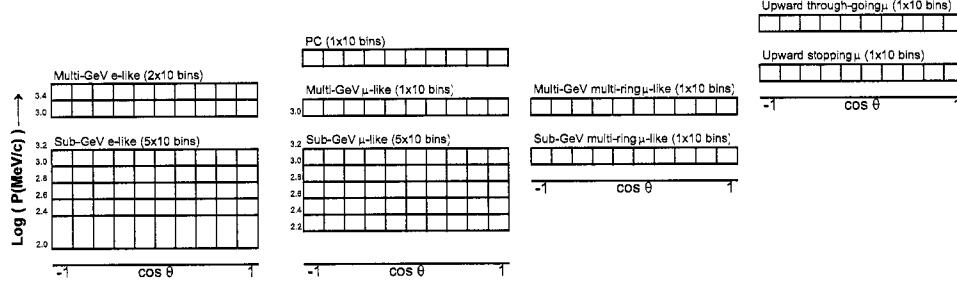 Log ( P(MeV/c) ) ⟶
Multi-GeV e-like (2x10 bins)
3.4
3.0
Sub-GeV e-like (5x10 bins)
3.2
3.0
2.8
2.6
2.4
2.0
-1 cos θ 1
PC (1x10 bins)
Multi-GeV μ-like (1x10 bins)
3.0
Sub-GeV μ-like (5x10 bins)
3.2
3.0
2.8
2.6
2.4
2.2
-1 cos θ 1
Multi-GeV multi-ring μ-like (1x10 bins)
Sub-GeV multi-ring μ-like (1x10 bins)
-1 cos θ 1
Upward through-going μ (1x10 bins)
Upward stopping μ (1x10 bins)
-1 cos θ 1